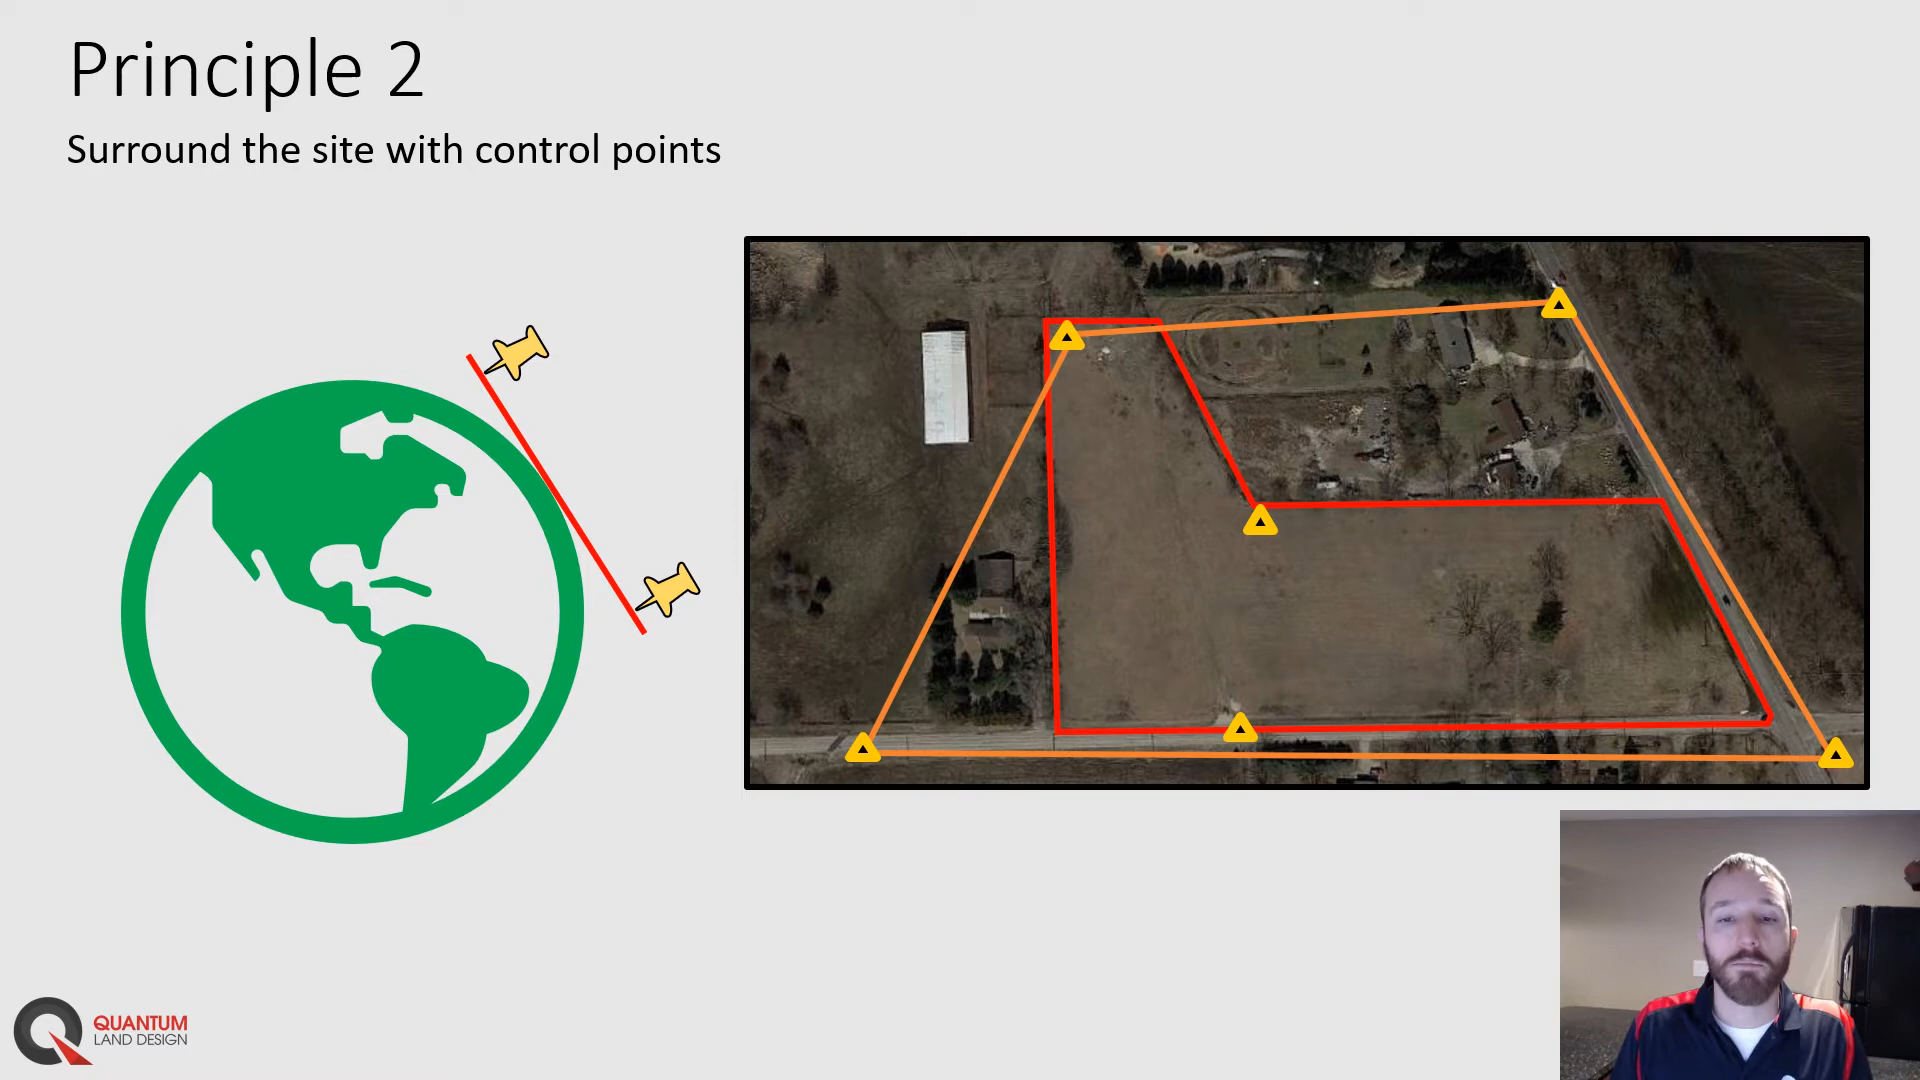 Principle 2
Surround the site with control points
QUANTUM
LAND DESIGN